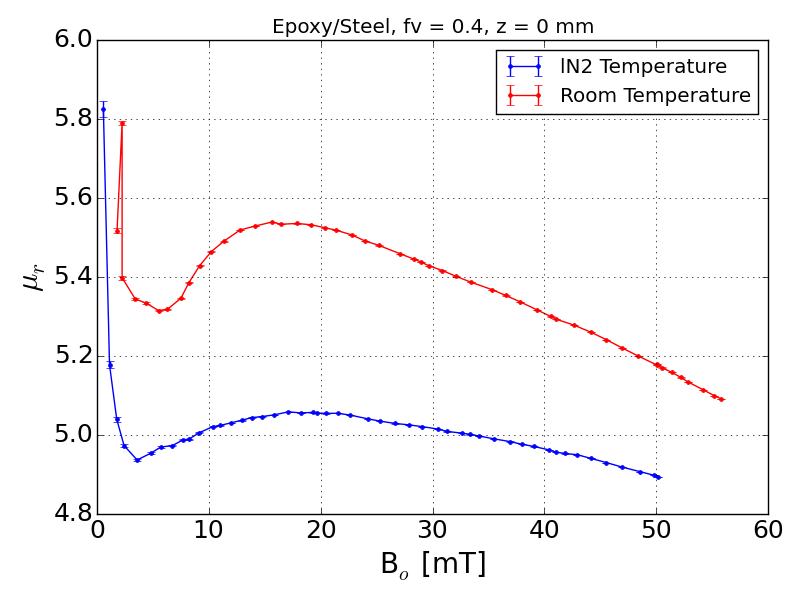 Epoxy/Steel, fv = 0.4, z = 0 mm
6.0
5.8
5.6
5.4
5.2
5.0
4.8
μr
lN2 Temperature
Room Temperature
0 10 20 30 40 50 60
Bo [mT]